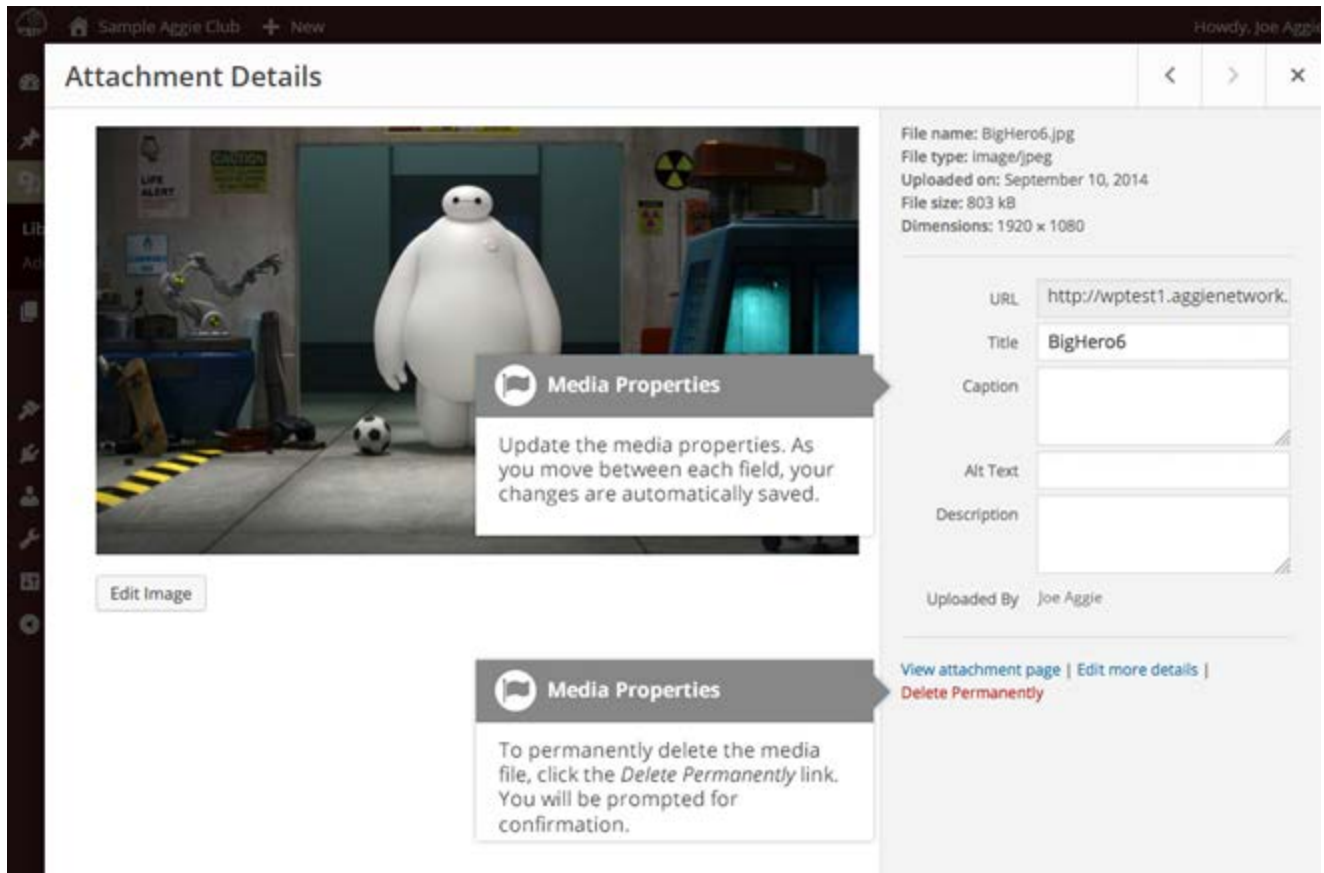 Sample Aggie Club + New
Howdy, Joe Aggie
Attachment Details
LIFE
ALERT
CAUTION
File name: BigHero6.jpg
File type: image/jpeg
Uploaded on: September 10, 2014
File size: 803 kB
Dimensions: 1920 × 1080
URL http://wptest1.aggienetwork.
Title BigHero6
Caption
Alt Text
Description
Uploaded By Joe Aggie
View attachment page | Edit more details |
Delete Permanently
Media Properties
Update the media properties. As
you move between each field, your
changes are automatically saved.
Edit Image
Media Properties
To permanently delete the media
file, click the Delete Permanently link.
You will be prompted for
confirmation.